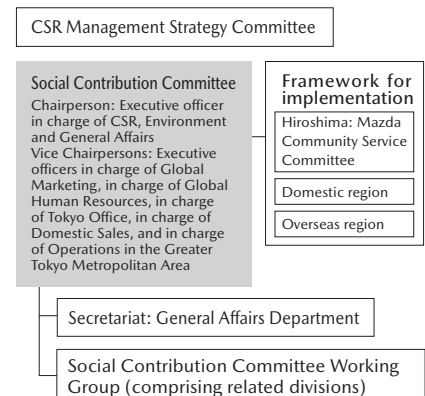 CSR Management Strategy Committee
Social Contribution Committee
Chairperson: Executive officer
in charge of CSR, Environment
and General Affairs
Vice Chairpersons: Executive
officers in charge of Global
Marketing, in charge of Global
Human Resources, in charge
of Tokyo Office, in charge of
Domestic Sales, and in charge
of Operations in the Greater
Tokyo Metropolitan Area
Framework for
implementation
Hiroshima: Mazda
Community Service
Committee
Domestic region
Overseas region
Secretariat: General Affairs Department
Social Contribution Committee Working
Group (comprising related divisions)